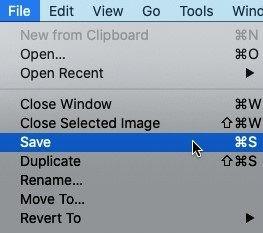 File Edit View Go Tools Wind
New from Clipboard ⌘N
Open... ⌘O
Open Recent ▶
Close Window ⌘W
Close Selected Image ⇧⌘W
Save ⌘S
Duplicate ⇧⌘S
Rename...
Move To...
Revert To ▶